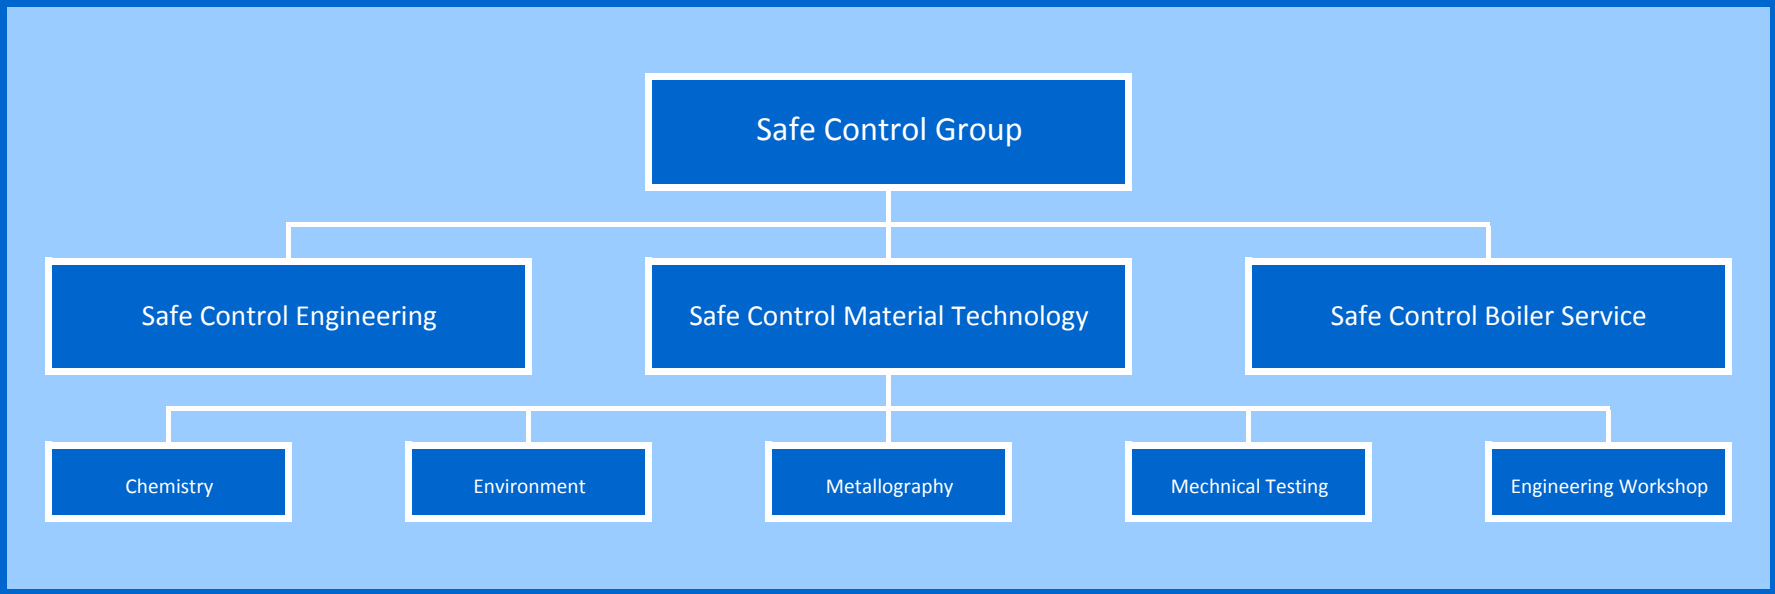 Safe Control Group
Safe Control Engineering
Safe Control Material Technology
Safe Control Boiler Service
Chemistry
Environment
Metallography
Mechnical Testing
Engineering Workshop